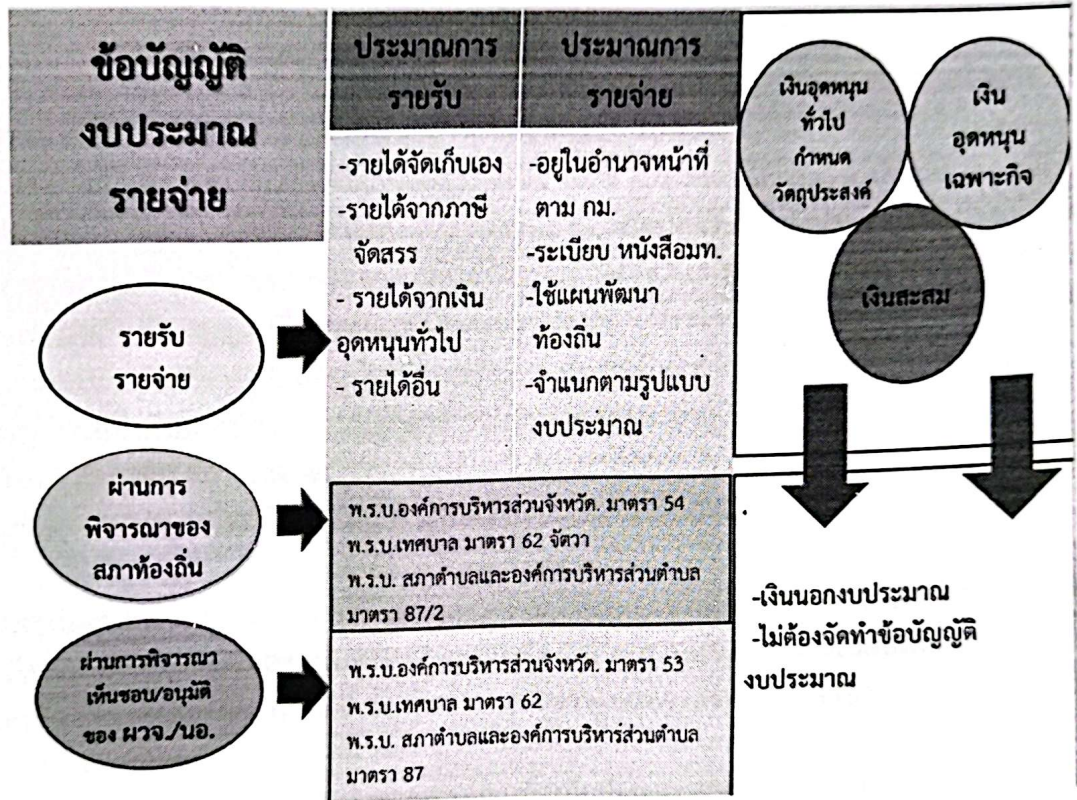 ข้อบัญญัติ
งบประมาณ
รายจ่าย
ประมาณการ
รายรับ
ประมาณการ
รายจ่าย
รายรับ
รายจ่าย
-รายได้จัดเก็บเอง
-รายได้จากภาษี
จัดสรร
- รายได้จากเงิน
อุดหนุนทั่วไป
- รายได้อื่น
-อยู่ในอำนาจหน้าที่
ตาม กม.
-ระเบียบ หนังสือมท.
-ใช้แผนพัฒนา
ท้องถิ่น
-จำแนกตามรูปแบบ
งบประมาณ
ผ่านการ
พิจารณาของ
สภาท้องถิ่น
พ.ร.บ.องค์การบริหารส่วนจังหวัด. มาตรา 54
พ.ร.บ.เทศบาล มาตรา 62 จัตวา
พ.ร.บ. สภาตำบลและองค์การบริหารส่วนตำบล
มาตรา 87/2
ผ่านการพิจารณา
เห็นชอบ/อนุมัติ
ของ ผวจ./นอ.
พ.ร.บ.องค์การบริหารส่วนจังหวัด. มาตรา 53
พ.ร.บ.เทศบาล มาตรา 62
พ.ร.บ. สภาตำบลและองค์การบริหารส่วนตำบล
มาตรา 87
เงินอุดหนุน
ทั่วไป
กำหนด
วัตถุประสงค์
เงิน
อุดหนุน
เฉพาะกิจ
เงินสะสม
-เงินนอกงบประมาณ
-ไม่ต้องจัดทำข้อบัญญัติ
งบประมาณ